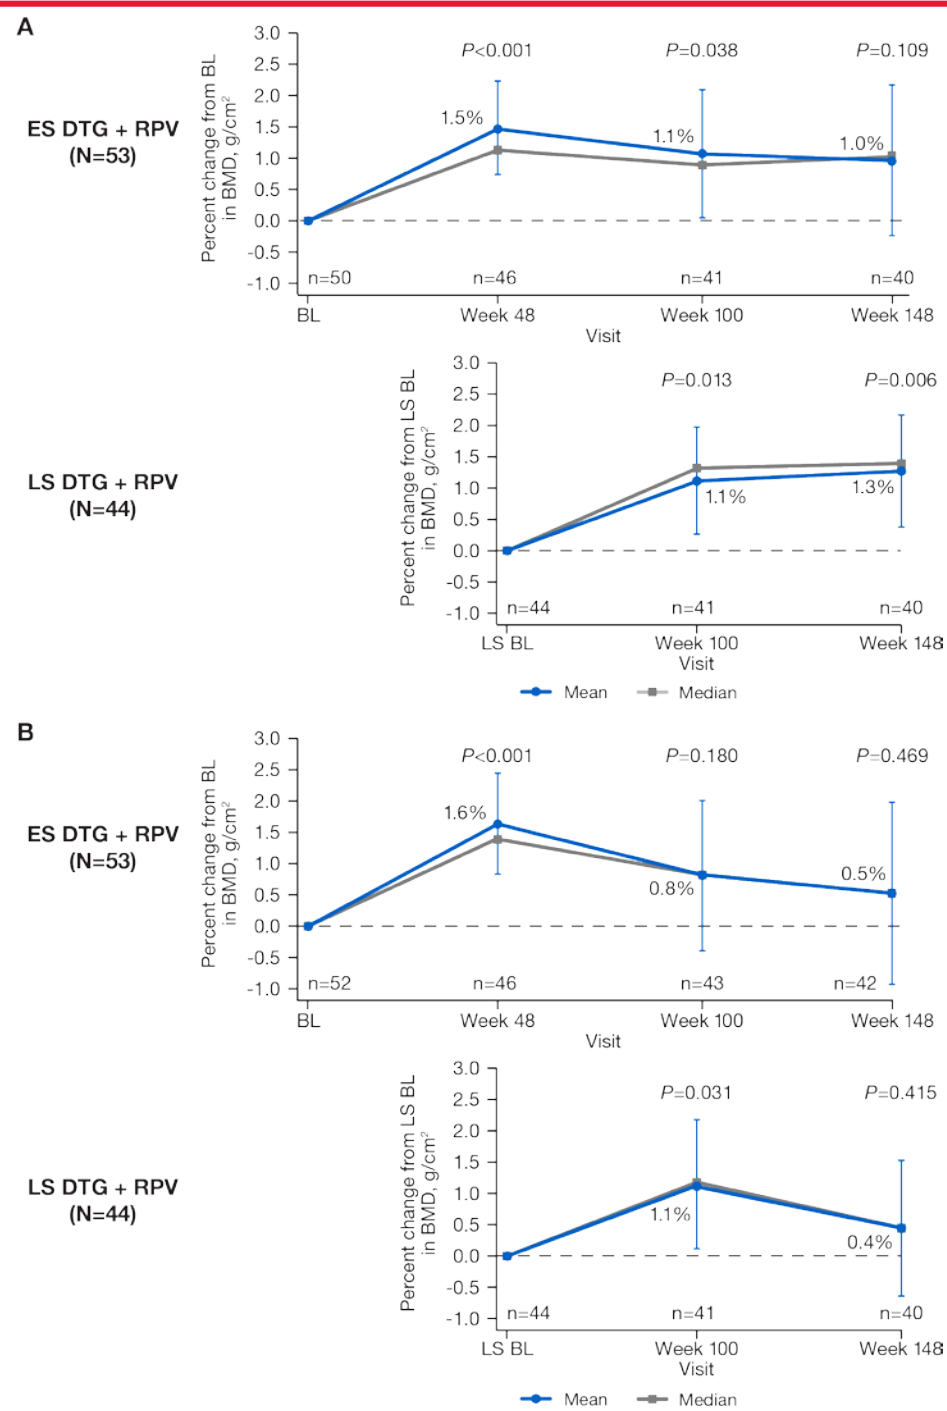 A
ES DTG + RPV
(N=53)
Percent change from BL
in BMD, g/cm²
3.0
2.5
2.0
1.5
1.0
0.5
0.0
-0.5
-1.0
P<0.001
P=0.038
P=0.109
1.5%
1.1%
1.0%
n=50
n=46
n=41
n=40
BL
Week 48
Week 100
Week 148
Visit
LS DTG + RPV
(N=44)
Percent change from LS BL
in BMD, g/cm²
3.0
2.5
2.0
1.5
1.0
0.5
0.0
-0.5
-1.0
P=0.013
P=0.006
1.1%
1.3%
n=44
n=41
n=40
LS BL
Week 100
Week 148
Visit
Mean
Median
B
ES DTG + RPV
(N=53)
Percent change from BL
in BMD, g/cm²
3.0
2.5
2.0
1.5
1.0
0.5
0.0
-0.5
-1.0
P<0.001
P=0.180
P=0.469
1.6%
0.8%
0.5%
n=52
n=46
n=43
n=42
BL
Week 48
Week 100
Week 148
Visit
LS DTG + RPV
(N=44)
Percent change from LS BL
in BMD, g/cm²
3.0
2.5
2.0
1.5
1.0
0.5
0.0
-0.5
-1.0
P=0.031
P=0.415
1.1%
0.4%
n=44
n=41
n=40
LS BL
Week 100
Week 148
Visit
Mean
Median